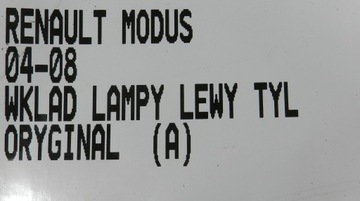 RENAULT MODUS
04-08
WKLAD LAMPY LEWY TYL
ORYGINAL (A)